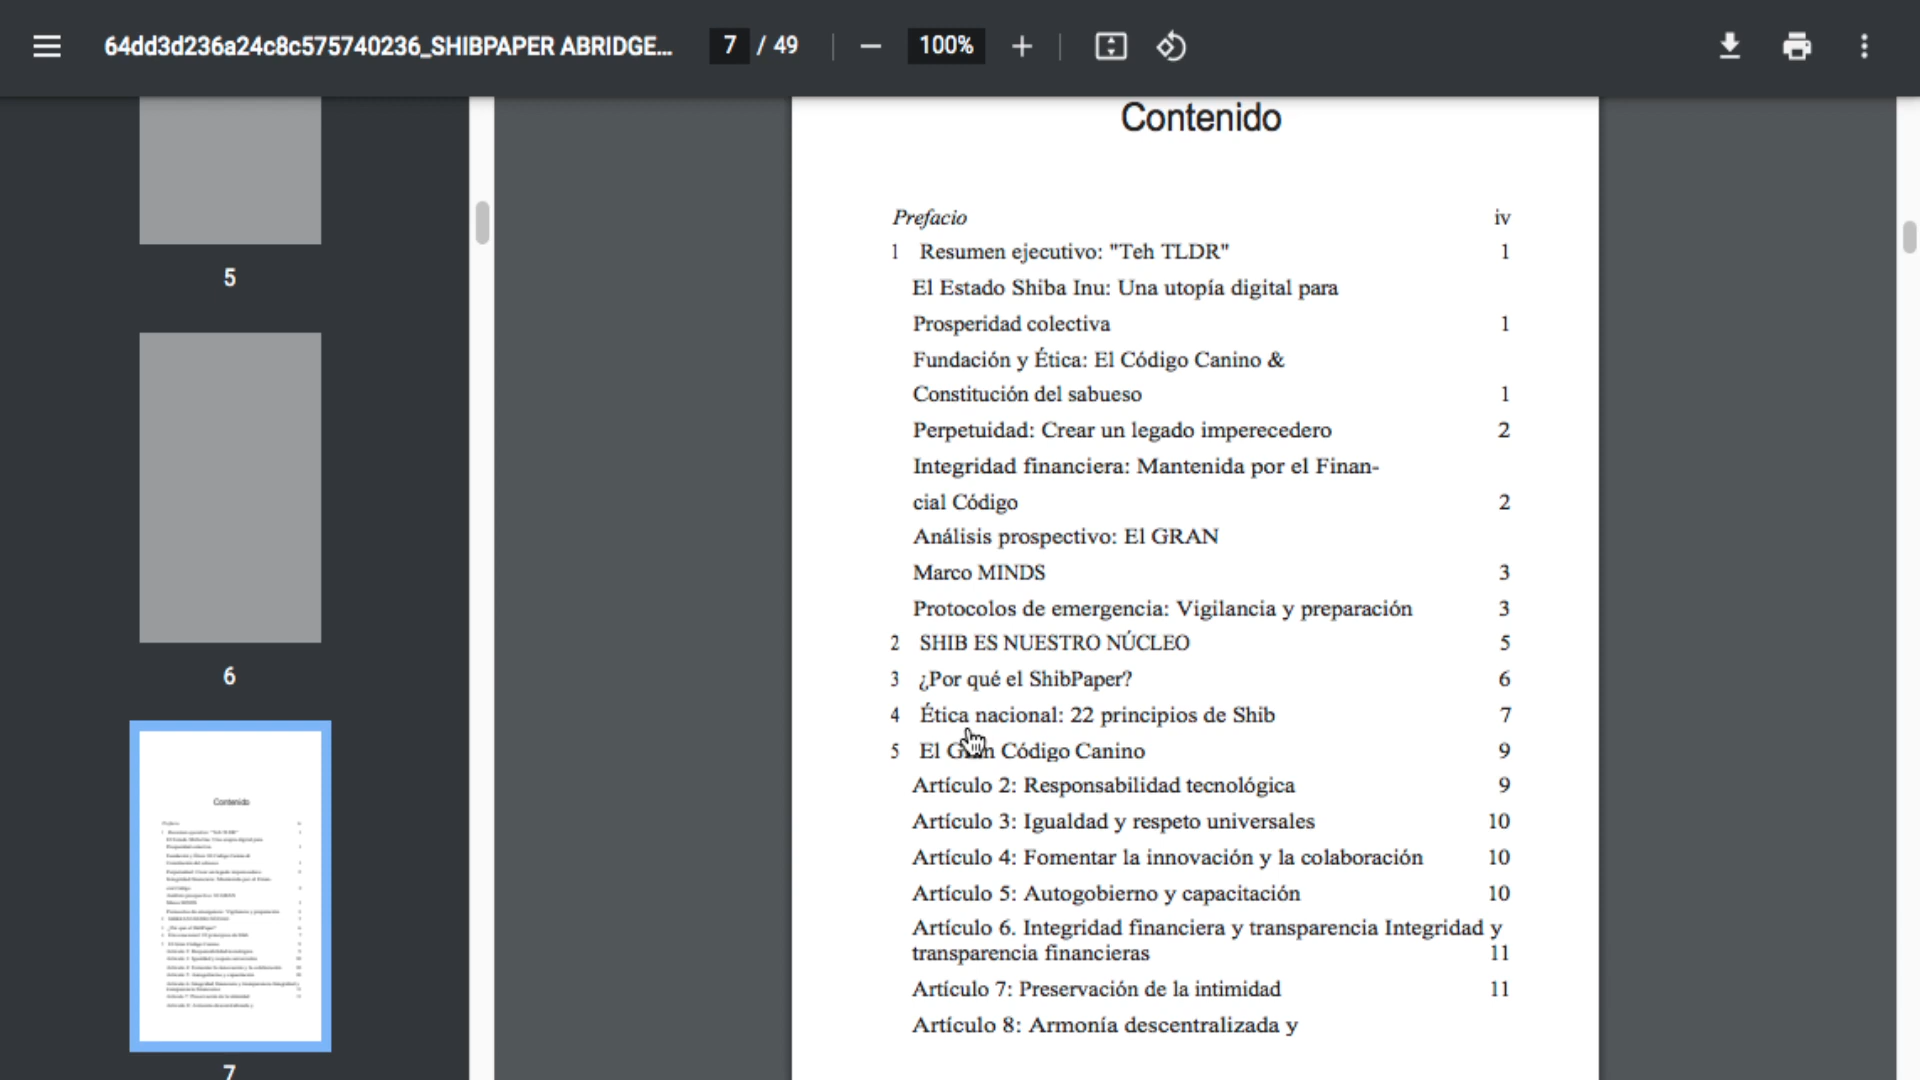 64dd3d236a24c8c575740236_SHIBPAPER ABRIDGE...
7 / 49
100%
5
6
7
Contenido
Prefacio iv
1 Resumen ejecutivo: "Teh TLDR" 1
El Estado Shiba Inu: Una utopía digital para
Prosperidad colectiva 1
Fundación y Ética: El Código Canino &
Constitución del sabueso 1
Perpetuidad: Crear un legado imperecedero 2
Integridad financiera: Mantenida por el Finan-
cial Código 2
Análisis prospectivo: El GRAN
Marco MINDS 3
Protocolos de emergencia: Vigilancia y preparación 3
2 SHIB ES NUESTRO NÚCLEO 5
3 ¿Por qué el ShibPaper? 6
4 Ética nacional: 22 principios de Shib 7
5 El Gran Código Canino 9
Artículo 2: Responsabilidad tecnológica 9
Artículo 3: Igualdad y respeto universales 10
Artículo 4: Fomentar la innovación y la colaboración 10
Artículo 5: Autogobierno y capacitación 10
Artículo 6. Integridad financiera y transparencia Integridad y
transparencia financieras 11
Artículo 7: Preservación de la intimidad 11
Artículo 8: Armonía descentralizada y